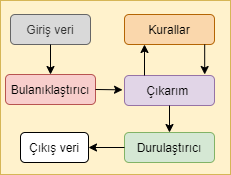 Giriş veri
Kurallar
Bulanıklaştırıcı
Çıkarım
Çıkış veri
Durulaştırıcı